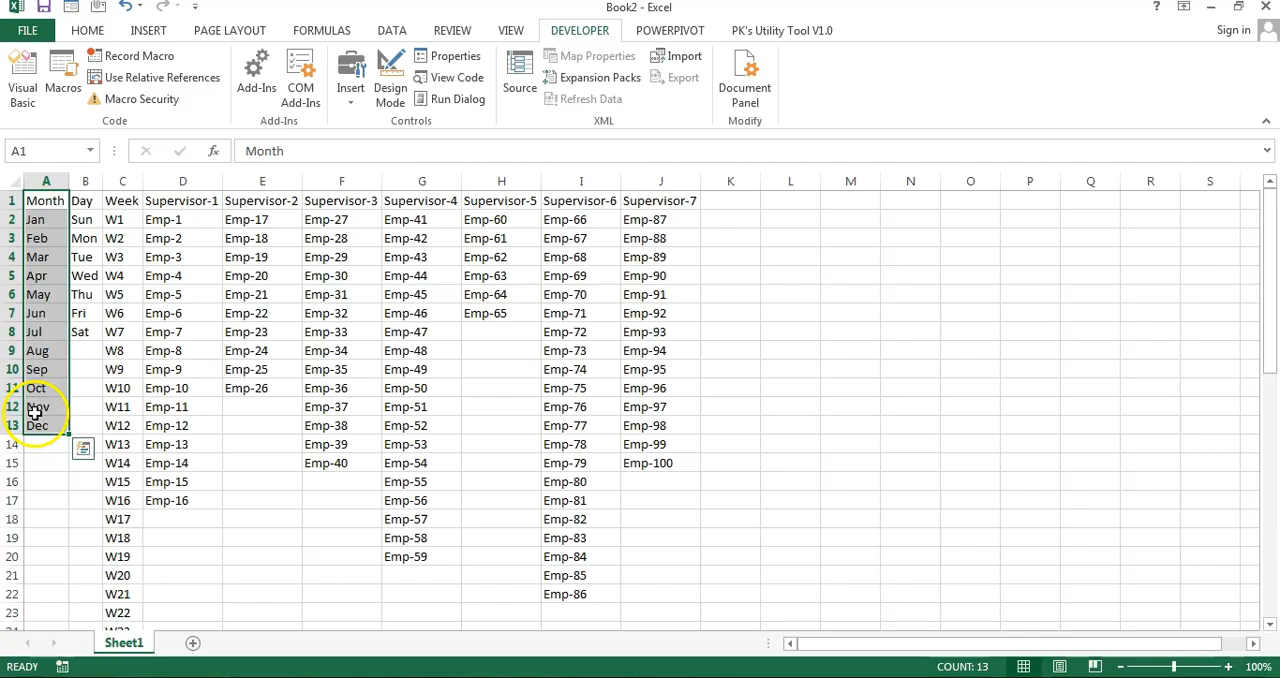 Book2 - Excel
?
FILE HOME INSERT PAGE LAYOUT FORMULAS DATA REVIEW VIEW DEVELOPER POWERPIVOT PK's Utility Tool V1.0 Sign in
Visual Basic
Macros
Record Macro
Use Relative References
Macro Security
Code
Add-Ins
COM Add-Ins
Add-Ins
Insert
Design Mode
Properties
View Code
Run Dialog
Controls
Source
Map Properties
Expansion Packs
Refresh Data
Import
Export
XML
Document Panel
Modify
A1 fx Month
A B C D E F G H I J K L M N O P Q R S
1 Month Day Week Supervisor-1 Supervisor-2 Supervisor-3 Supervisor-4 Supervisor-5 Supervisor-6 Supervisor-7
2 Jan Sun W1 Emp-1 Emp-17 Emp-27 Emp-41 Emp-60 Emp-66 Emp-87
3 Feb Mon W2 Emp-2 Emp-18 Emp-28 Emp-42 Emp-61 Emp-67 Emp-88
4 Mar Tue W3 Emp-3 Emp-19 Emp-29 Emp-43 Emp-62 Emp-68 Emp-89
5 Apr Wed W4 Emp-4 Emp-20 Emp-30 Emp-44 Emp-63 Emp-69 Emp-90
6 May Thu W5 Emp-5 Emp-21 Emp-31 Emp-45 Emp-64 Emp-70 Emp-91
7 Jun Fri W6 Emp-6 Emp-22 Emp-32 Emp-46 Emp-65 Emp-71 Emp-92
8 Jul Sat W7 Emp-7 Emp-23 Emp-33 Emp-47 Emp-72 Emp-93
9 Aug W8 Emp-8 Emp-24 Emp-34 Emp-48 Emp-73 Emp-94
10 Sep W9 Emp-9 Emp-25 Emp-35 Emp-49 Emp-74 Emp-95
11 Oct W10 Emp-10 Emp-26 Emp-36 Emp-50 Emp-75 Emp-96
12 Nov W11 Emp-11 Emp-37 Emp-51 Emp-76 Emp-97
13 Dec W12 Emp-12 Emp-38 Emp-52 Emp-77 Emp-98
14 W13 Emp-13 Emp-39 Emp-53 Emp-78 Emp-99
15 W14 Emp-14 Emp-40 Emp-54 Emp-79 Emp-100
16 W15 Emp-15 Emp-55 Emp-80
17 W16 Emp-16 Emp-56 Emp-81
18 W17 Emp-57 Emp-82
19 W18 Emp-58 Emp-83
20 W19 Emp-59 Emp-84
21 W20 Emp-85
22 W21 Emp-86
23 W22
Sheet1
READY COUNT: 13 100%